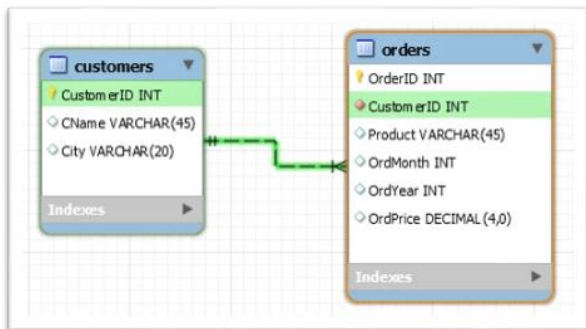 customers
CustomerID INT
CName VARCHAR(45)
City VARCHAR(20)
Indexes
orders
OrderID INT
CustomerID INT
Product VARCHAR(45)
OrdMonth INT
OrdYear INT
OrdPrice DECIMAL(4,0)
Indexes